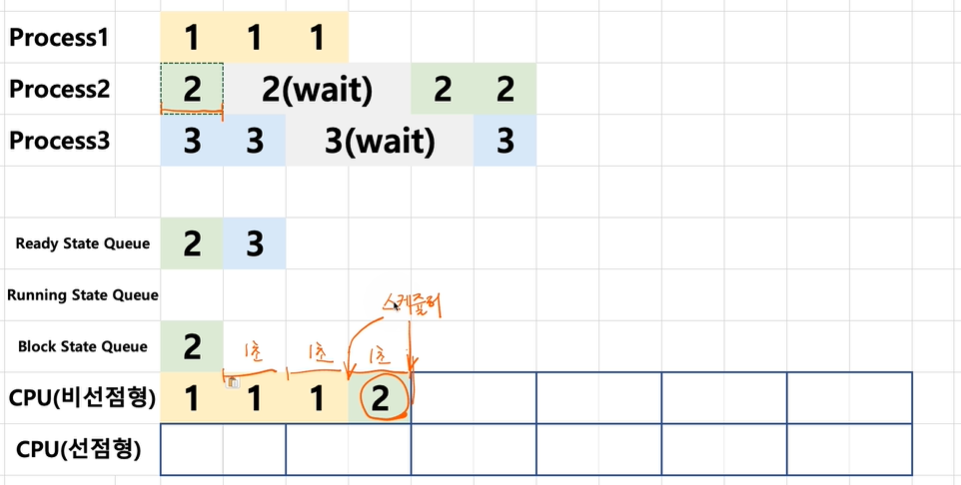 Process1 1 1 1
Process2 2 2(wait) 2 2
Process3 3 3 3(wait) 3
Ready State Queue 2 3
Running State Queue
스케줄러
Block State Queue 2 1초 1초 1초
CPU(비선점형) 1 1 1 2
CPU(선점형)